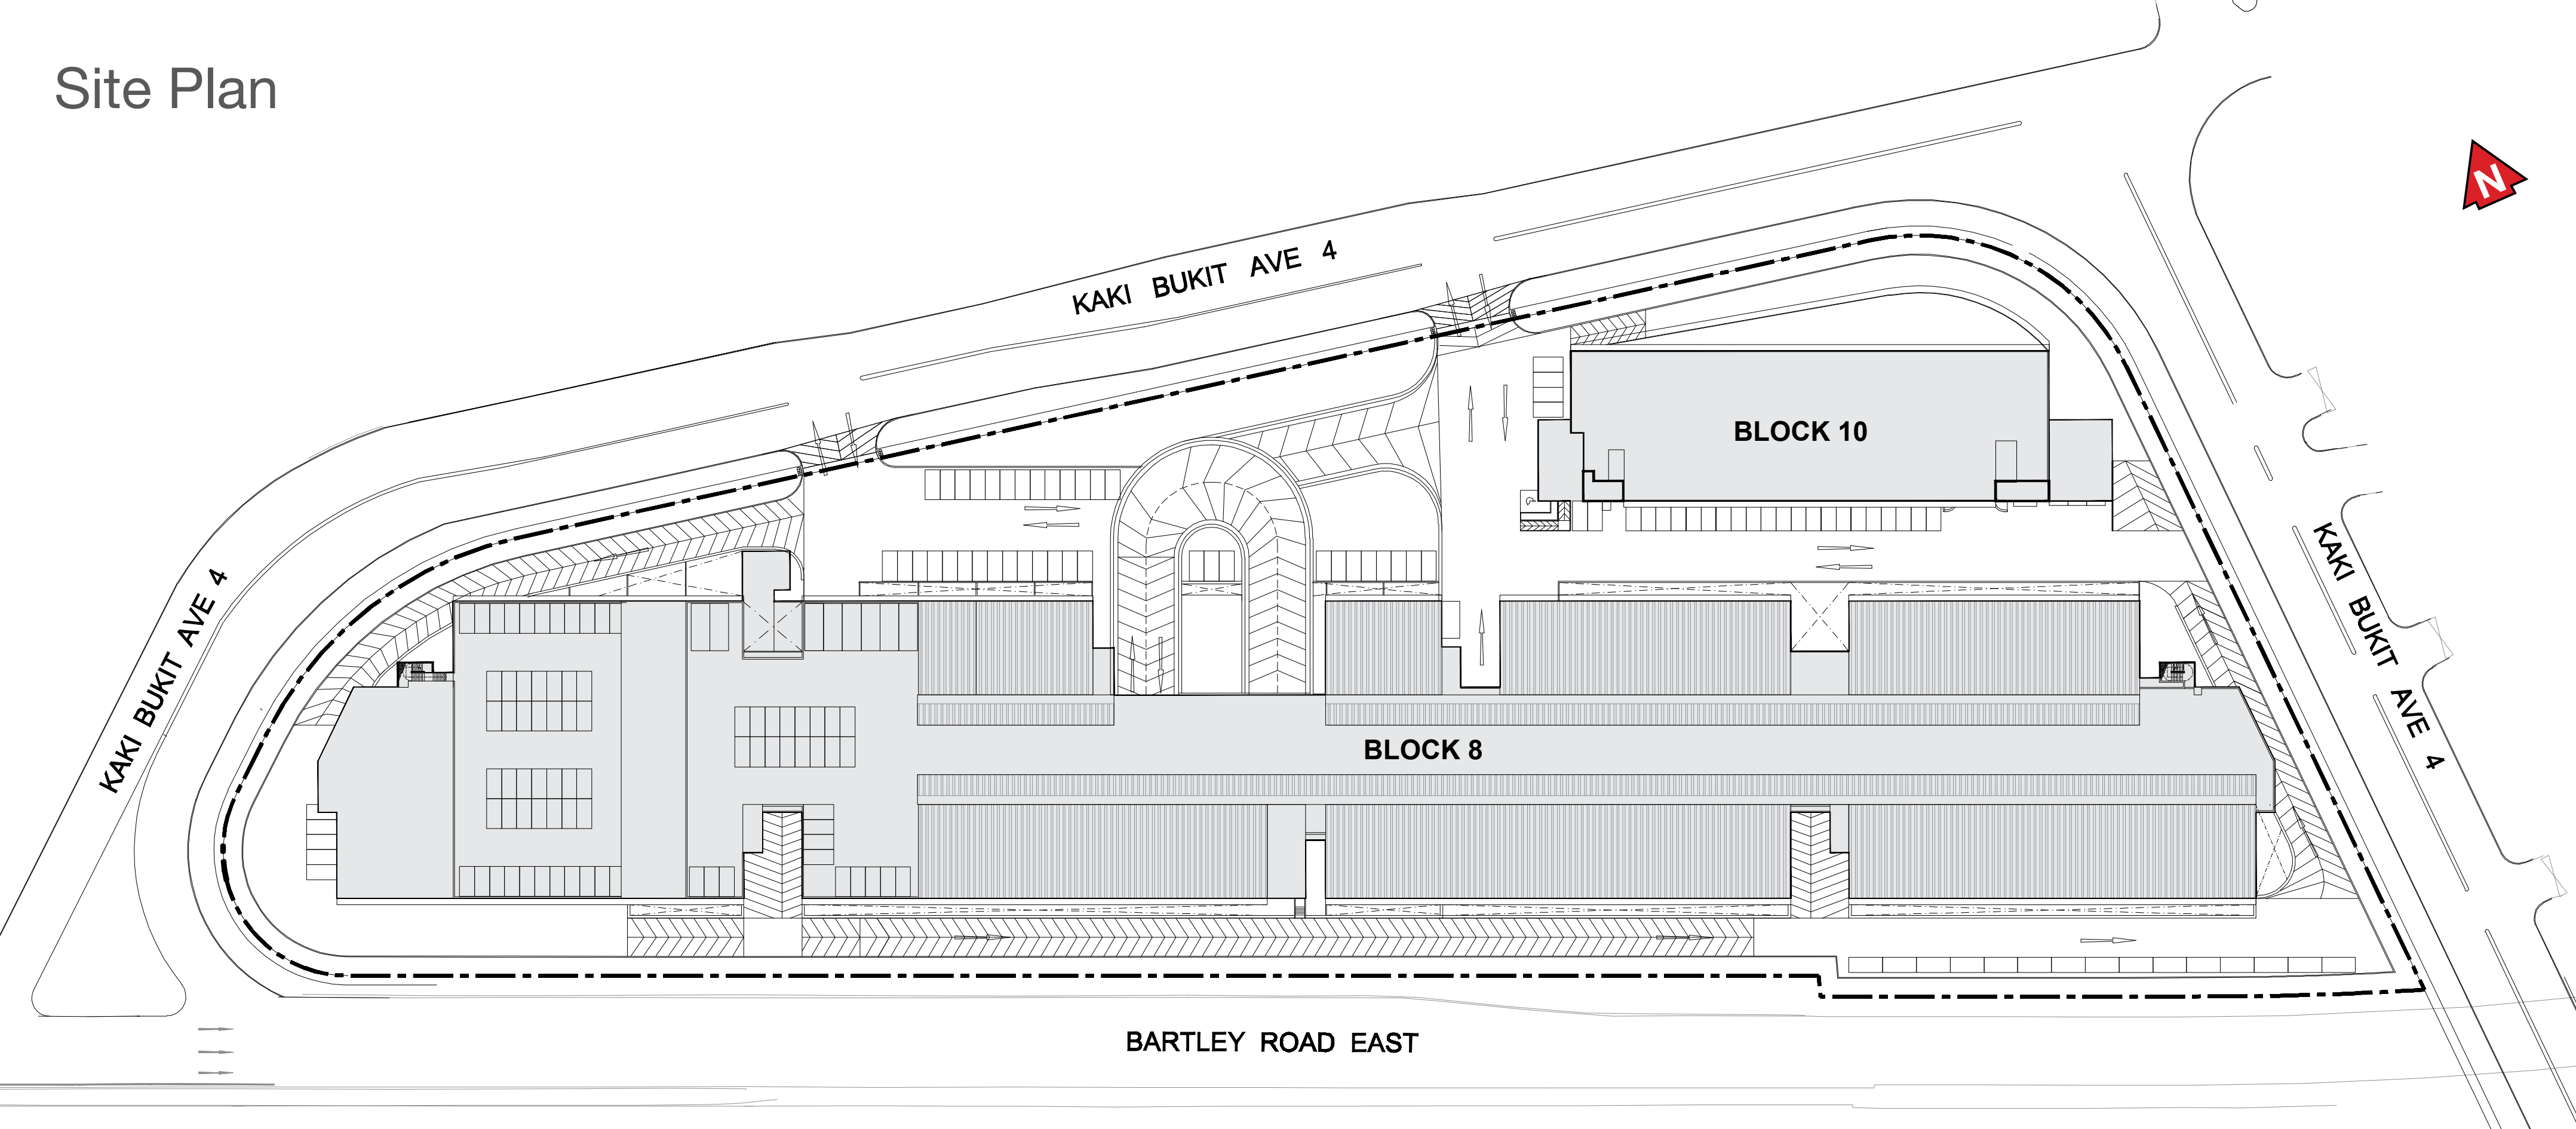 Site Plan
N
KAKI BUKIT AVE 4
BLOCK 10
KAKI BUKIT AVE 4
KAKI BUKIT AVE 4
BLOCK 8
BARTLEY ROAD EAST